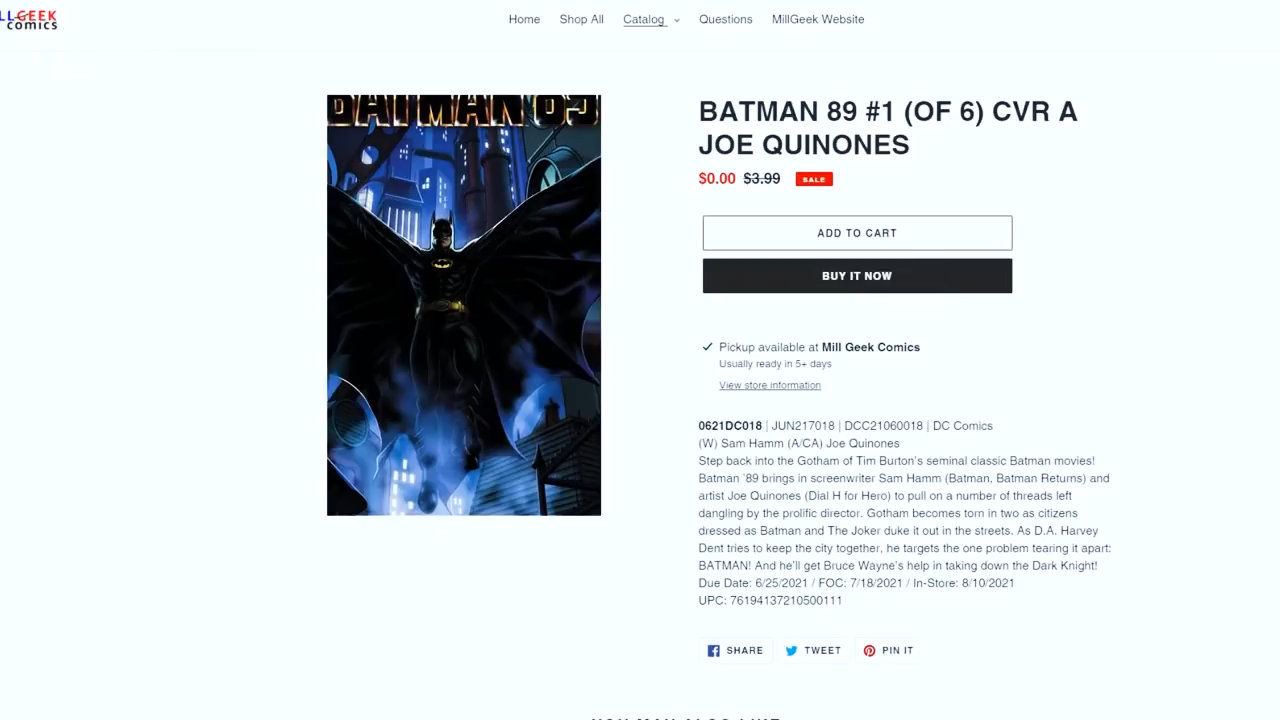 LLGEEK
comics
Home Shop All Catalog Questions MillGeek Website
BATMAN 89
BATMAN 89 #1 (OF 6) CVR A
JOE QUINONES
$0.00 $3.99 SALE
ADD TO CART
BUY IT NOW
Pickup available at Mill Geek Comics
Usually ready in 5+ days
View store information
0621DC018 | JUN217018 | DCC21060018 | DC Comics
(W) Sam Hamm (A/CA) Joe Quinones
Step back into the Gotham of Tim Burton's seminal classic Batman movies!
Batman '89 brings in screenwriter Sam Hamm (Batman, Batman Returns) and
artist Joe Quinones (Dial H for Hero) to pull on a number of threads left
dangling by the prolific director. Gotham becomes torn in two as citizens
dressed as Batman and The Joker duke it out in the streets. As D.A. Harvey
Dent tries to keep the city together, he targets the one problem tearing it apart:
BATMAN! And he'll get Bruce Wayne's help in taking down the Dark Knight!
Due Date: 6/25/2021 / FOC: 7/18/2021 / In-Store: 8/10/2021
UPC: 76194137210500111
SHARE TWEET PIN IT
YOU MAY ALSO LIKE